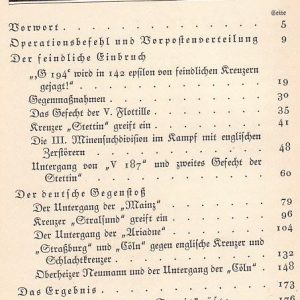 Seite
Vorwort . . . . . . . . . . . . 5
Operationsbefehl und Vorpostenverteilung 9
Der feindliche Einbruch
„‚G 194‘ wird in 142 epsilon von feindlichen Kreuzern
gejagt!“ . . . . . . . . . . . 19
Gegenmaßnahmen . . . . . . . . . 30
Das Gefecht der V. Flottille . . . . . . 35
Kreuzer „Stettin“ greift ein . . . . . . 41
Die III. Minensuchdivision im Kampf mit englischen
Zerstörern . . . . . . . . . . . 48
Untergang von "V 187" und zweites Gefecht der
„Stettin“ . . . . . . . . . . . 60
Der deutsche Gegenstoß
Der Untergang der „Mainz“ . . . . . . 79
Kreuzer „Stralsund“ greift ein . . . . . . 96
Der Untergang der „Ariadne“ . . . . . . 104
„Straßburg“ und „Cöln“ gegen englische Kreuzer und
Schlachtkreuzer . . . . . . . . . 132
Oberheizer Neumann und der Untergang der „Cöln“ . 148
Das Ergebnis . . . . . . . . . . . 173
176